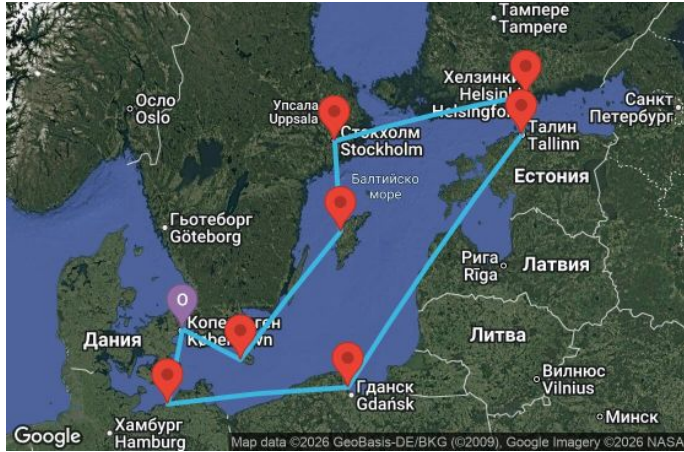 Тампере
Tampere
Хелзинки
Helsinki
Helsingfors
Осло
Oslo
Упсала
Uppsala
Санкт
Петербург
Стокхолм
Stockholm
Талин
Tallinn
Балтийско
море
Естония
Гьотеборг
Göteborg
Рига
Rīga
Латвия
O
Дания
København
Литва
Вилнюс
Vilnius
Гданск
Gdańsk
Минск
Хамбург
Hamburg
Google
Map data ©2026 GeoBasis-DE/BKG (©2009), Google Imagery ©2026 NASA